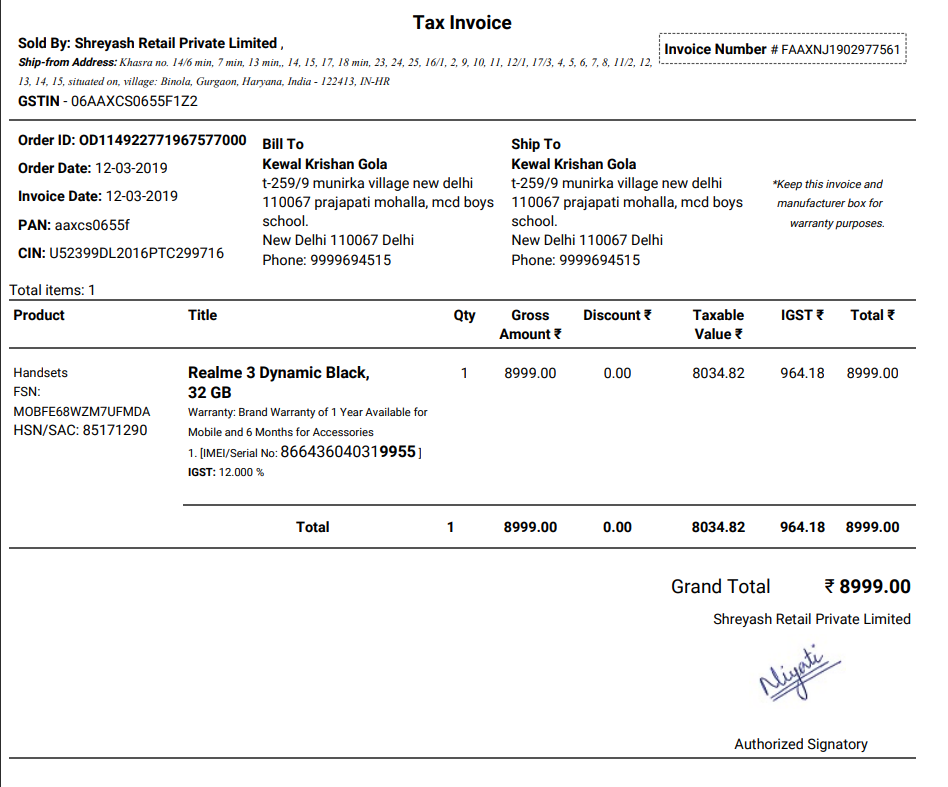 Tax Invoice
Sold By: Shreyash Retail Private Limited ,
Invoice Number # FAAXNJ1902977561
Ship-from Address: Khasra no. 14/6 min, 7 min, 13 min,, 14, 15, 17, 18 min, 23, 24, 25, 16/1, 2, 9, 10, 11, 12/1, 17/3, 4, 5, 6, 7, 8, 11/2, 12,
13, 14, 15, situated on, village: Binola, Gurgaon, Haryana, India - 122413, IN-HR
GSTIN - 06AAXCS0655F1Z2
Order ID: OD114922771967577000
Order Date: 12-03-2019
Invoice Date: 12-03-2019
PAN: aaxcs0655f
CIN: U52399DL2016PTC299716
Bill To
Kewal Krishan Gola
t-259/9 munirka village new delhi
110067 prajapati mohalla, mcd boys
school.
New Delhi 110067 Delhi
Phone: 9999694515
Ship To
Kewal Krishan Gola
t-259/9 munirka village new delhi
110067 prajapati mohalla, mcd boys
school.
New Delhi 110067 Delhi
Phone: 9999694515
*Keep this invoice and
manufacturer box for
warranty purposes.
Total items: 1
Product Title Qty Gross Amount ₹ Discount ₹ Taxable Value ₹ IGST ₹ Total ₹
Handsets
FSN:
MOBFE68WZM7UFMDA
HSN/SAC: 85171290
Realme 3 Dynamic Black,
32 GB
Warranty: Brand Warranty of 1 Year Available for
Mobile and 6 Months for Accessories
1. [IMEI/Serial No: 866436040319955 ]
IGST: 12.000 %
1 8999.00 0.00 8034.82 964.18 8999.00
Total 1 8999.00 0.00 8034.82 964.18 8999.00
Grand Total ₹ 8999.00
Shreyash Retail Private Limited
Niyati
Authorized Signatory